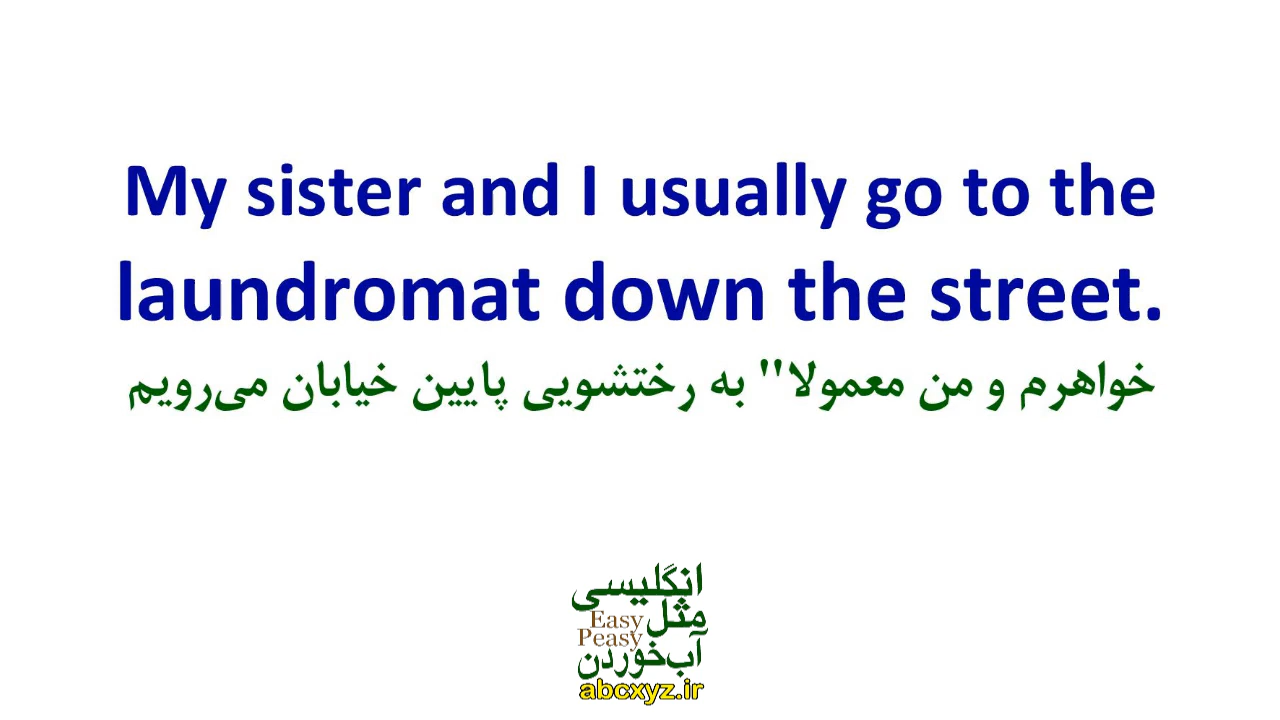 My sister and I usually go to the
laundromat down the street.
خواهرم و من معمولا" به رختشویی پایین خیابان می‌رویم
انگلیسی
مثل
Easy
Peasy
آب‌خوردن
abcxyz.ir